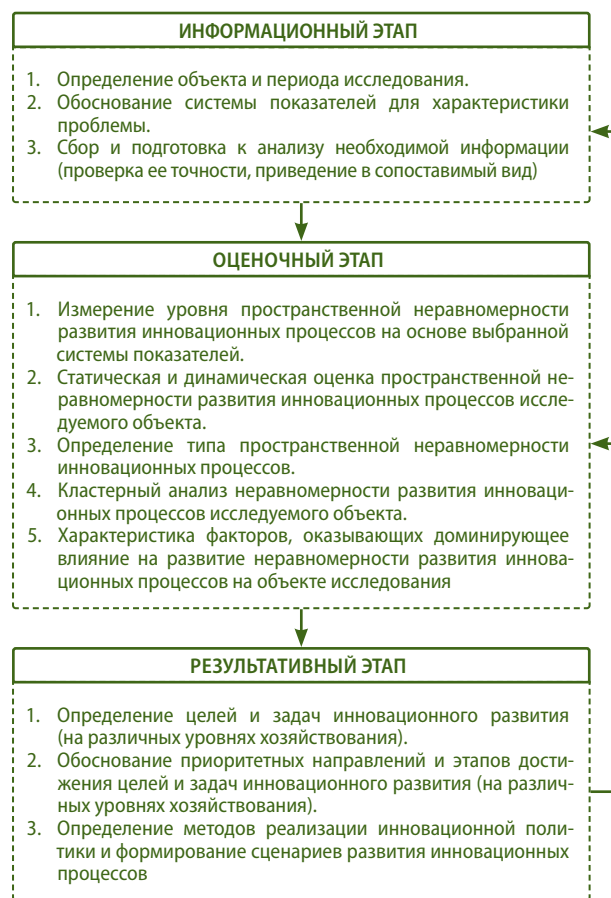 ИНФОРМАЦИОННЫЙ ЭТАП
1. Определение объекта и периода исследования.
2. Обоснование системы показателей для характеристики
проблемы.
3. Сбор и подготовка к анализу необходимой информации
(проверка ее точности, приведение в сопоставимый вид)
ОЦЕНОЧНЫЙ ЭТАП
1. Измерение уровня пространственной неравномерности
развития инновационных процессов на основе выбранной
системы показателей.
2. Статическая и динамическая оценка пространственной не-
равномерности развития инновационных процессов иссле-
дуемого объекта.
3. Определение типа пространственной неравномерности
инновационных процессов.
4. Кластерный анализ неравномерности развития инноваци-
онных процессов исследуемого объекта.
5. Характеристика факторов, оказывающих доминирующее
влияние на развитие неравномерности развития иннова-
ционных процессов на объекте исследования
РЕЗУЛЬТАТИВНЫЙ ЭТАП
1. Определение целей и задач инновационного развития
(на различных уровнях хозяйствования).
2. Обоснование приоритетных направлений и этапов дости-
жения целей и задач инновационного развития (на различ-
ных уровнях хозяйствования).
3. Определение методов реализации инновационной поли-
тики и формирование сценариев развития инновационных
процессов